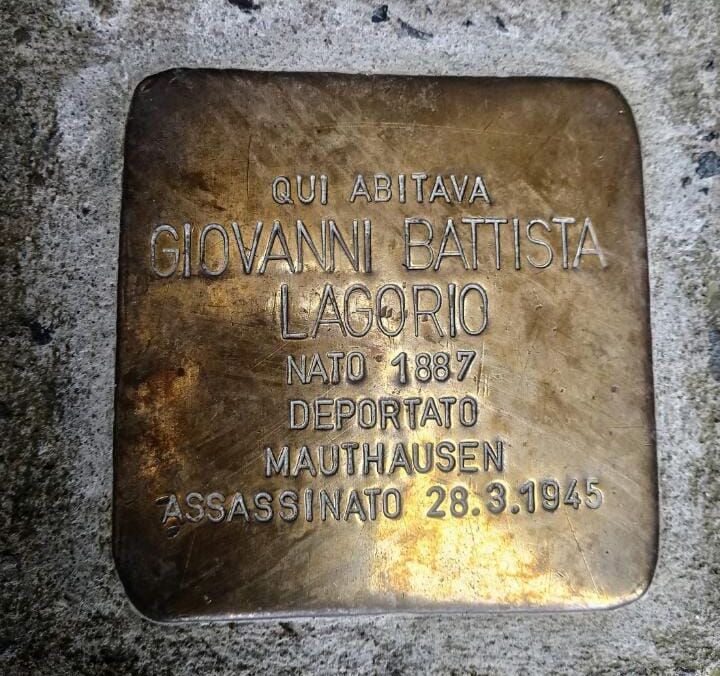 QUI ABITAVA
GIOVANNI BATTISTA
LAGORIO
NATO 1887
DEPORTATO
MAUTHAUSEN
ASSASSINATO 28.3.1945